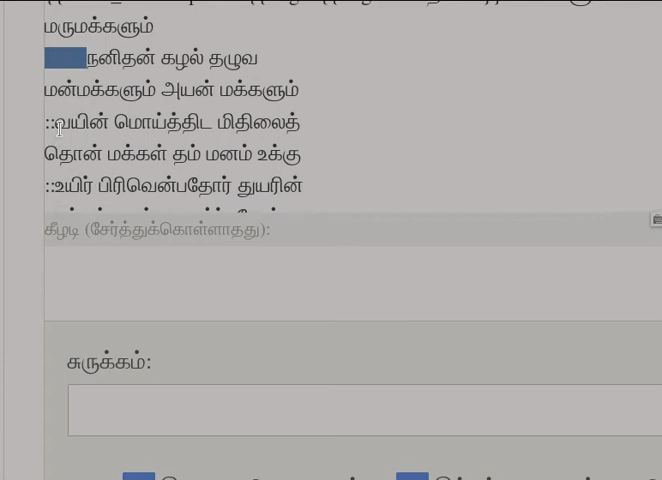 மருமக்களும்
நனிதன் கழல் தழுவ
மன்மக்களும் அயன் மக்களும்
::வயின் மொய்த்திட மிதிலைத்
தொன் மக்கள் தம் மனம் உக்கு
::உயிர் பிரிவென்பதோர் துயரின்
கீழடி (சேர்த்துக்கொள்ளாதது):
சுருக்கம்: